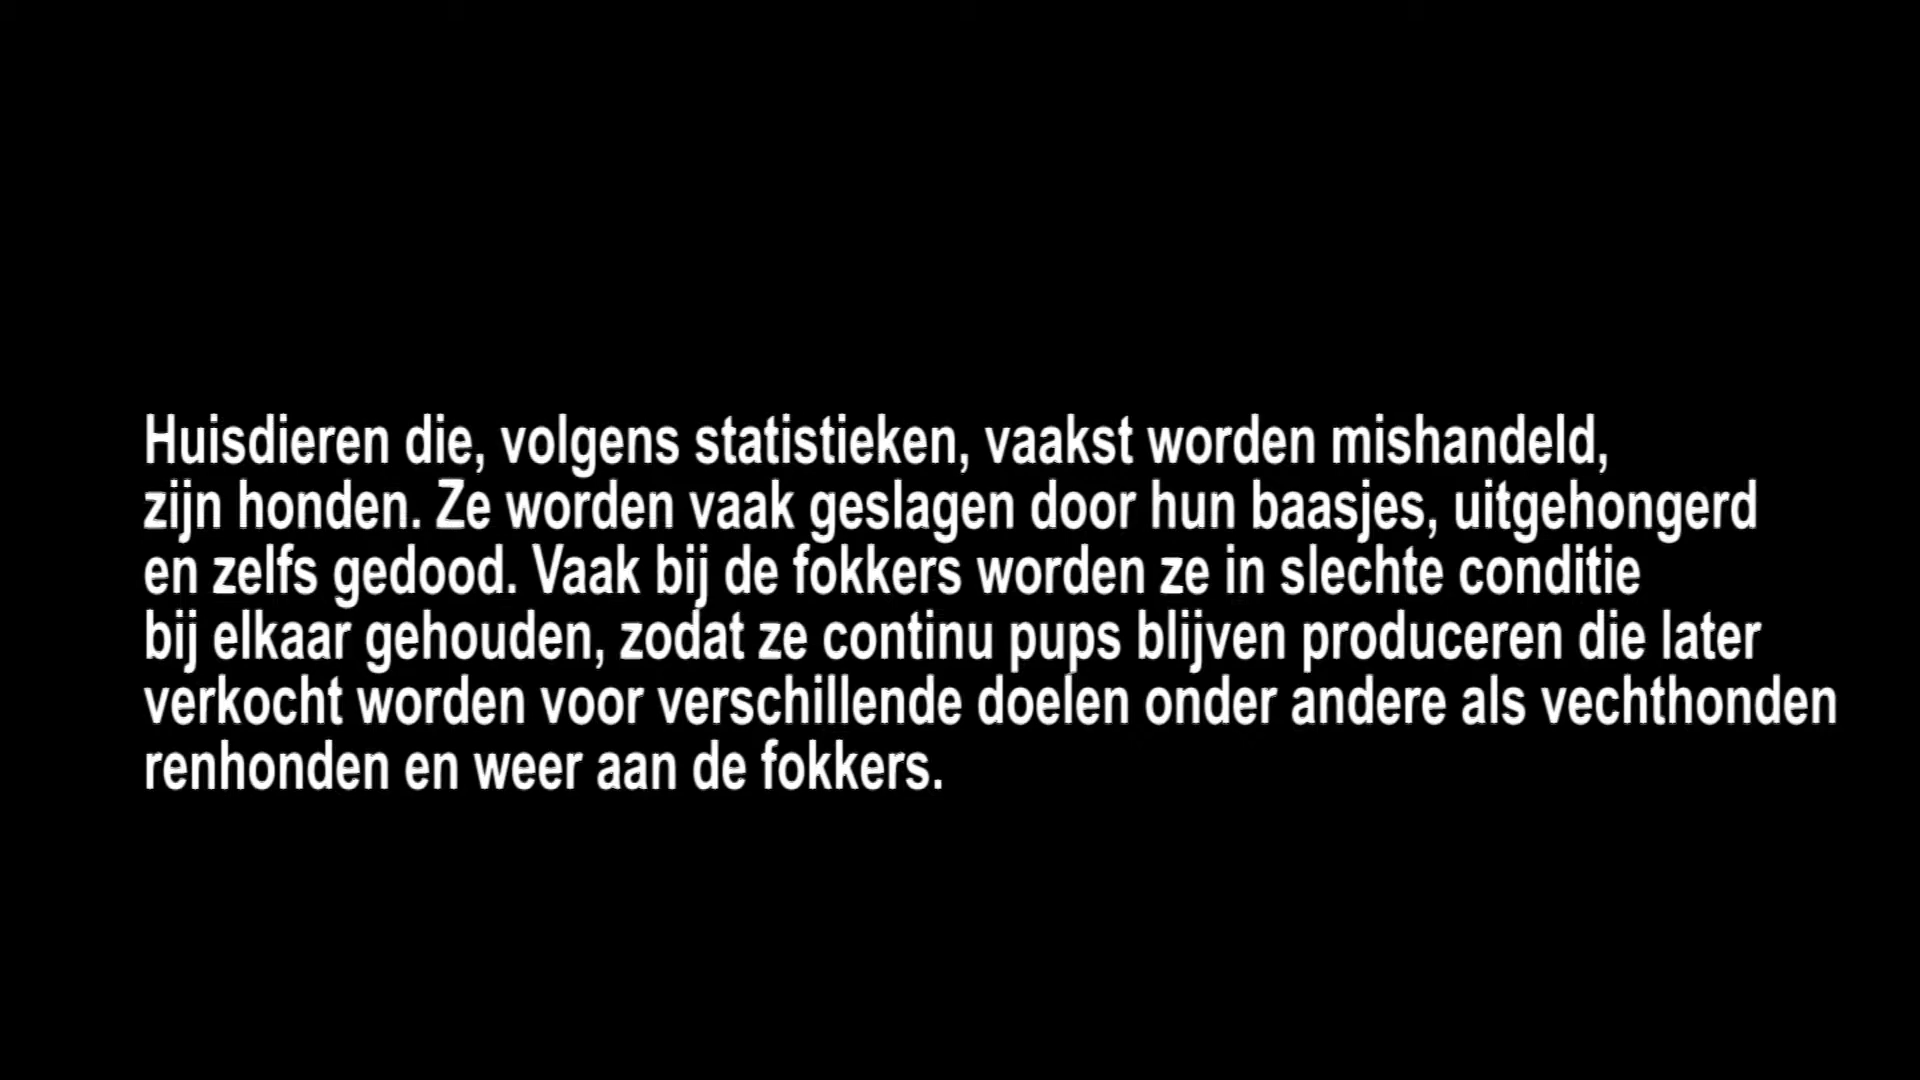 Huisdieren die, volgens statistieken, vaakst worden mishandeld,
zijn honden. Ze worden vaak geslagen door hun baasjes, uitgehongerd
en zelfs gedood. Vaak bij de fokkers worden ze in slechte conditie
bij elkaar gehouden, zodat ze continu pups blijven produceren die later
verkocht worden voor verschillende doelen onder andere als vechthonden
renhonden en weer aan de fokkers.